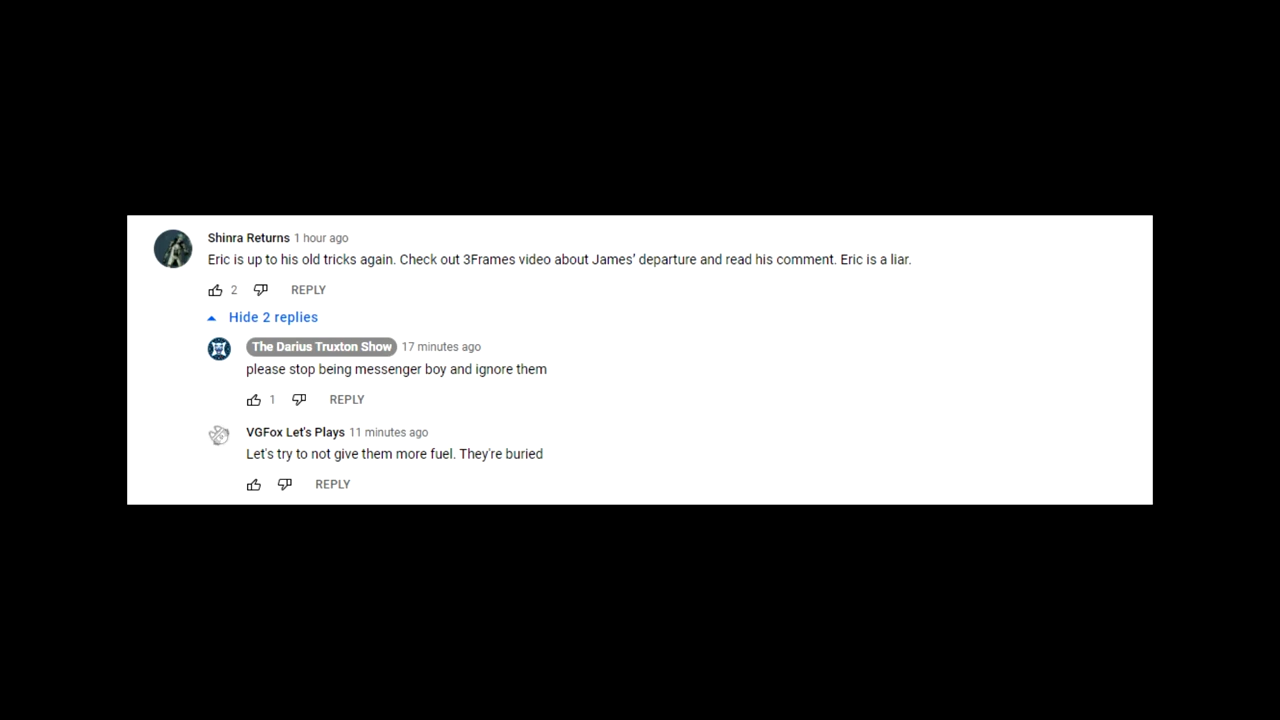 Shinra Returns 1 hour ago
Eric is up to his old tricks again. Check out 3Frames video about James' departure and read his comment. Eric is a liar.
2 REPLY
Hide 2 replies
The Darius Truxton Show 17 minutes ago
please stop being messenger boy and ignore them
1 REPLY
VGFox Let's Plays 11 minutes ago
Let's try to not give them more fuel. They're buried
REPLY